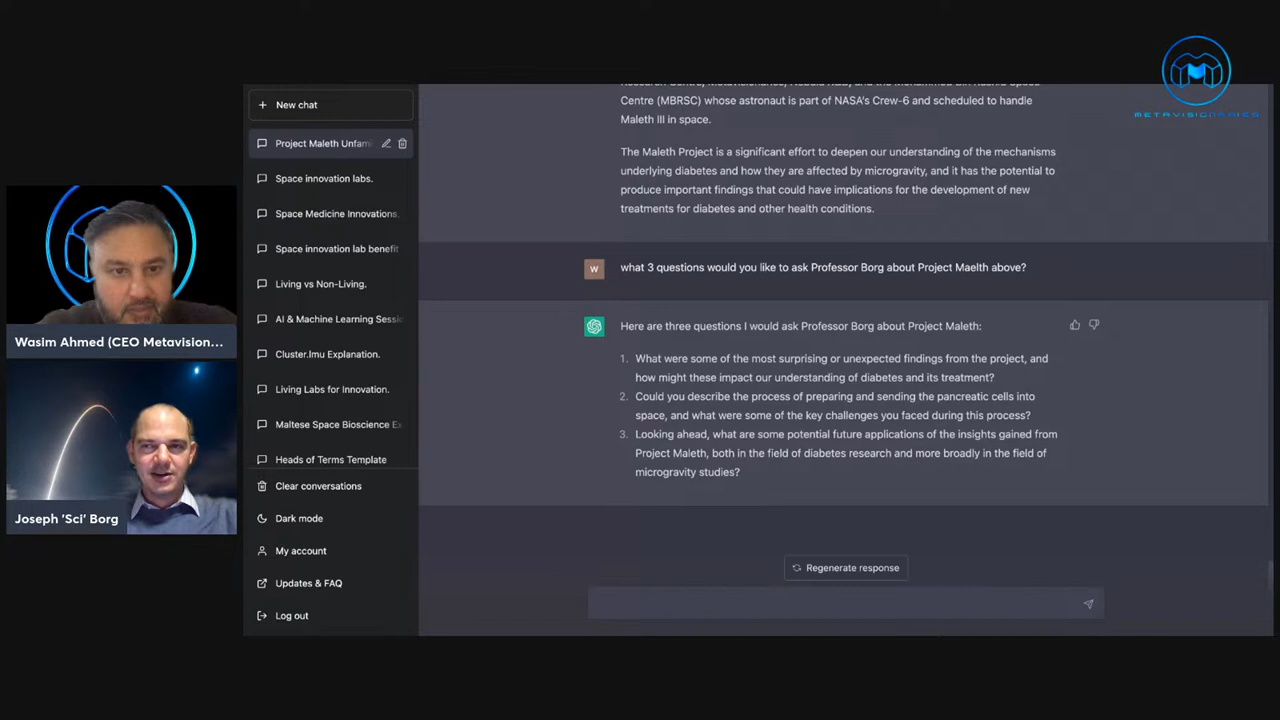 METAVISIONARIES
New chat
Project Maleth Unfami
Space innovation labs.
Space Medicine Innovations.
Space innovation lab benefit
Living vs Non-Living.
AI & Machine Learning Sessi
Cluster.Imu Explanation.
Living Labs for Innovation.
Maltese Space Bioscience Ex
Heads of Terms Template
Clear conversations
Dark mode
My account
Updates & FAQ
Log out
Wasim Ahmed (CEO Metavision...
Joseph 'Sci' Borg
Centre (MBRSC) whose astronaut is part of NASA's Crew-6 and scheduled to handle
Maleth III in space.
The Maleth Project is a significant effort to deepen our understanding of the mechanisms
underlying diabetes and how they are affected by microgravity, and it has the potential to
produce important findings that could have implications for the development of new
treatments for diabetes and other health conditions.
W
what 3 questions would you like to ask Professor Borg about Project Maelth above?
Here are three questions I would ask Professor Borg about Project Maleth:
1. What were some of the most surprising or unexpected findings from the project, and
how might these impact our understanding of diabetes and its treatment?
2. Could you describe the process of preparing and sending the pancreatic cells into
space, and what were some of the key challenges you faced during this process?
3. Looking ahead, what are some potential future applications of the insights gained from
Project Maleth, both in the field of diabetes research and more broadly in the field of
microgravity studies?
Regenerate response